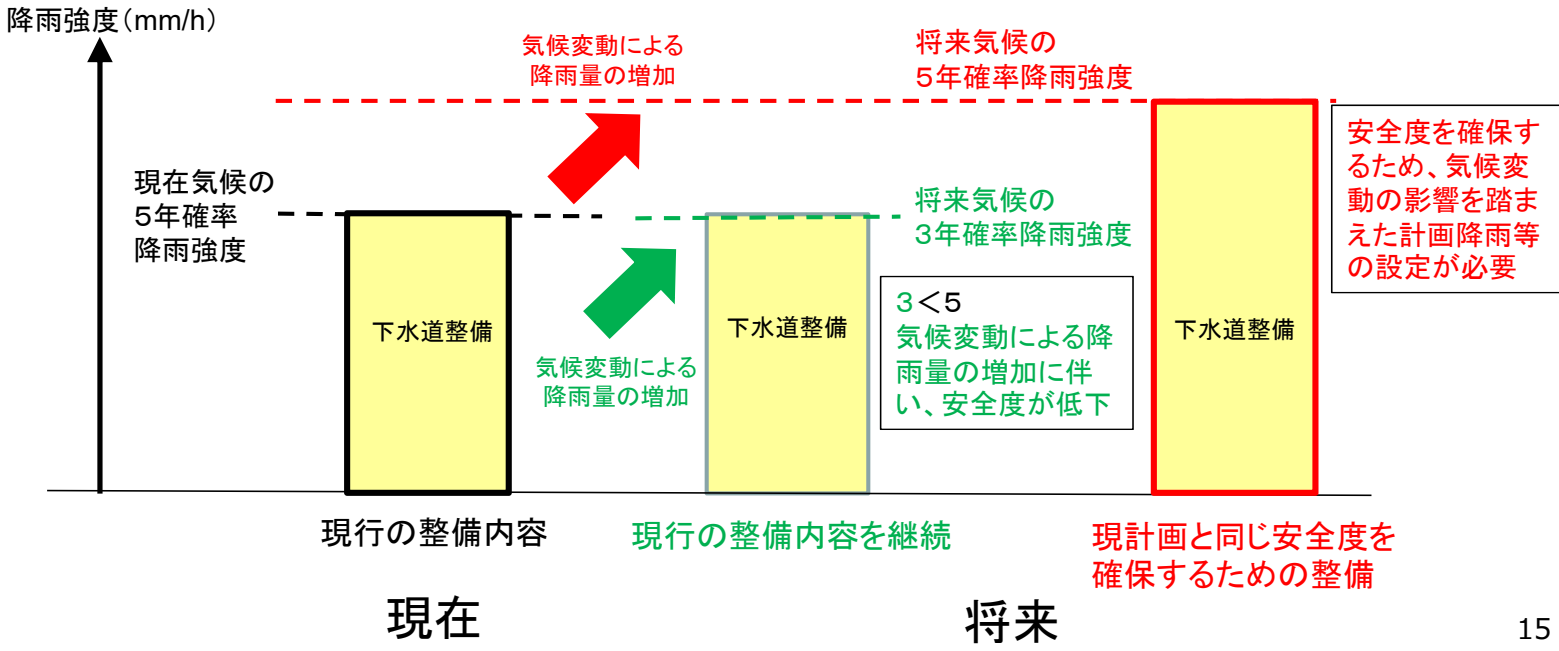 降雨強度（mm/h）
気候変動による
降雨量の増加
将来気候の
５年確率降雨強度
現在気候の
５年確率
降雨強度
将来気候の
３年確率降雨強度
安全度を確保す
るため、気候変
動の影響を踏ま
えた計画降雨等
の設定が必要
下水道整備
気候変動による
降雨量の増加
下水道整備
３＜５
気候変動による降
雨量の増加に伴
い、安全度が低下
下水道整備
現行の整備内容
現行の整備内容を継続
現計画と同じ安全度を
確保するための整備
現在
将来
15